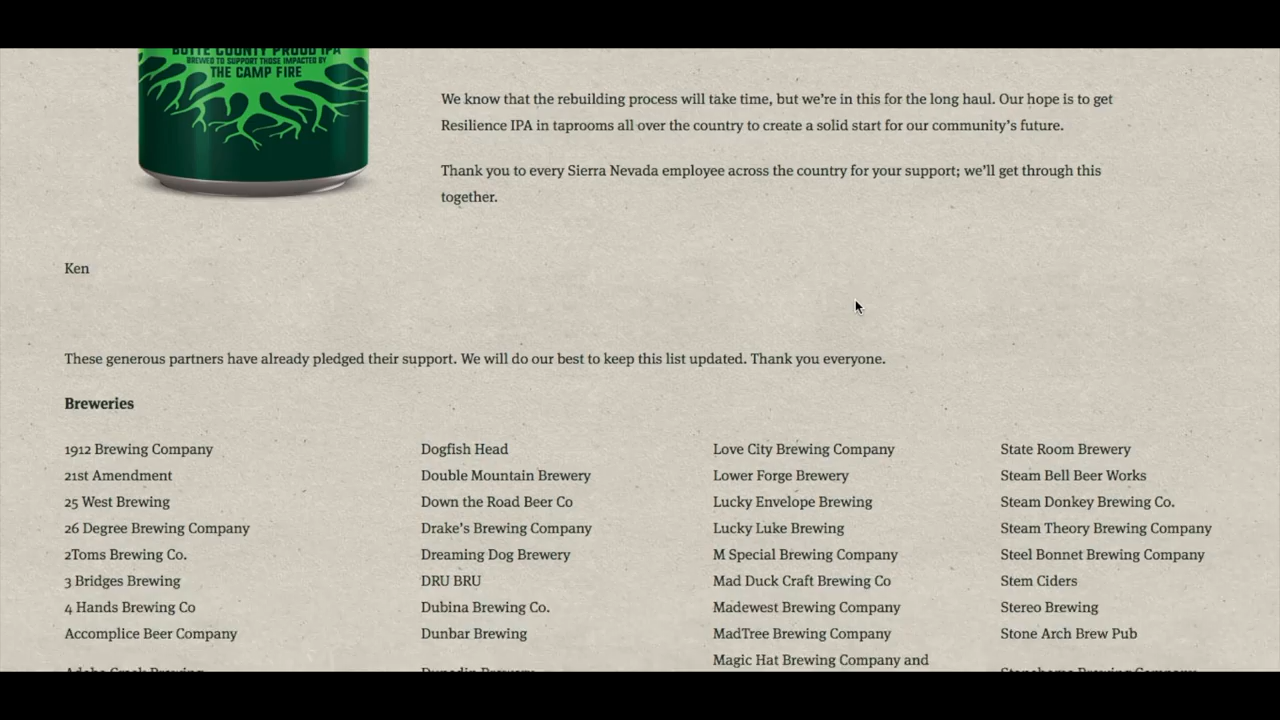 BUTTE COUNTY PROUD IPA
BREWED TO SUPPORT THOSE IMPACTED BY
THE CAMP FIRE
We know that the rebuilding process will take time, but we’re in this for the long haul. Our hope is to get
Resilience IPA in taprooms all over the country to create a solid start for our community’s future.
Thank you to every Sierra Nevada employee across the country for your support; we’ll get through this
together.
Ken
These generous partners have already pledged their support. We will do our best to keep this list updated. Thank you everyone.
Breweries
1912 Brewing Company
21st Amendment
25 West Brewing
26 Degree Brewing Company
2Toms Brewing Co.
3 Bridges Brewing
4 Hands Brewing Co
Accomplice Beer Company
Adobe Creek Brewing
Dogfish Head
Double Mountain Brewery
Down the Road Beer Co
Drake’s Brewing Company
Dreaming Dog Brewery
DRU BRU
Dubina Brewing Co.
Dunbar Brewing
Dunedin Brewery
Love City Brewing Company
Lower Forge Brewery
Lucky Envelope Brewing
Lucky Luke Brewing
M Special Brewing Company
Mad Duck Craft Brewing Co
Madewest Brewing Company
MadTree Brewing Company
Magic Hat Brewing Company and
State Room Brewery
Steam Bell Beer Works
Steam Donkey Brewing Co.
Steam Theory Brewing Company
Steel Bonnet Brewing Company
Stem Ciders
Stereo Brewing
Stone Arch Brew Pub
Brewing Company